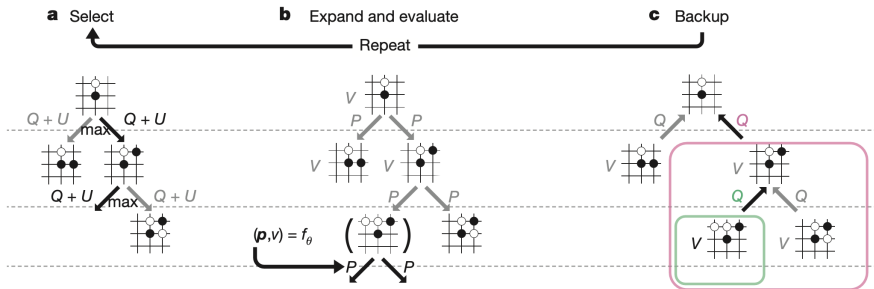 a Select
b Expand and evaluate
c Backup
Repeat
Q + U
max
Q + U
Q + U
max
Q + U
V
P
P
V
V
P
P
(p,v) = fθ
( )
P
P
Q
Q
V
V
Q
Q
V
V